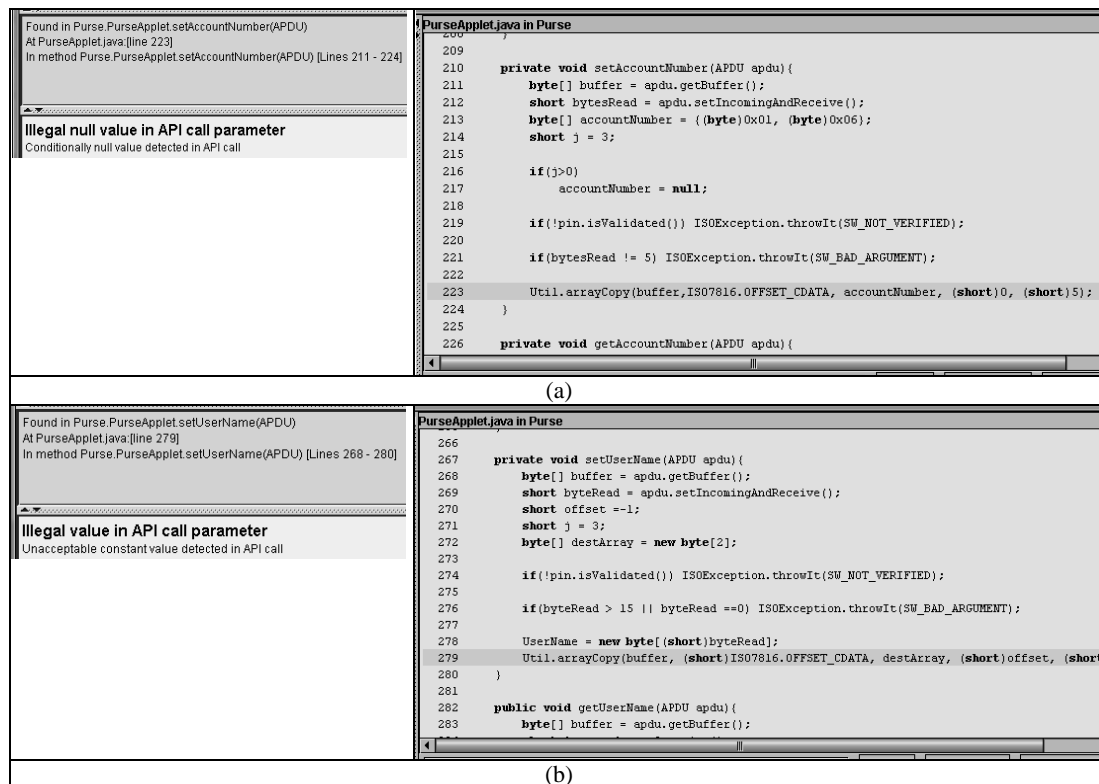 Found in Purse.PurseApplet.setAccountNumber(APDU)
At PurseApplet.java:[line 223]
In method Purse.PurseApplet.setAccountNumber(APDU) [Lines 211 - 224]
Illegal null value in API call parameter
Conditionally null value detected in API call
PurseApplet.java in Purse
208 }
209
210 private void setAccountNumber(APDU apdu){
211 byte[] buffer = apdu.getBuffer();
212 short bytesRead = apdu.setIncomingAndReceive();
213 byte[] accountNumber = {(byte)0x01, (byte)0x06};
214 short j = 3;
215
216 if(j>0)
217 accountNumber = null;
218
219 if(!pin.isValidated()) ISOException.throwIt(SW_NOT_VERIFIED);
220
221 if(bytesRead != 5) ISOException.throwIt(SW_BAD_ARGUMENT);
222
223 Util.arrayCopy(buffer,ISO7816.OFFSET_CDATA, accountNumber, (short)0, (short)5);
224 }
225
226 private void getAccountNumber(APDU apdu){
(a)
Found in Purse.PurseApplet.setUserName(APDU)
At PurseApplet.java:[line 279]
In method Purse.PurseApplet.setUserName(APDU) [Lines 268 - 280]
Illegal value in API call parameter
Unacceptable constant value detected in API call
PurseApplet.java in Purse
266
267 private void setUserName(APDU apdu){
268 byte[] buffer = apdu.getBuffer();
269 short byteRead = apdu.setIncomingAndReceive();
270 short offset =-1;
271 short j = 3;
272 byte[] destArray = new byte[2];
273
274 if(!pin.isValidated()) ISOException.throwIt(SW_NOT_VERIFIED);
275
276 if(byteRead > 15 || byteRead ==0) ISOException.throwIt(SW_BAD_ARGUMENT);
277
278 UserName = new byte[(short)byteRead];
279 Util.arrayCopy(buffer, (short)ISO7816.OFFSET_CDATA, destArray, (short)offset, (short
280 }
281
282 public void getUserName(APDU apdu){
283 byte[] buffer = apdu.getBuffer();
(b)